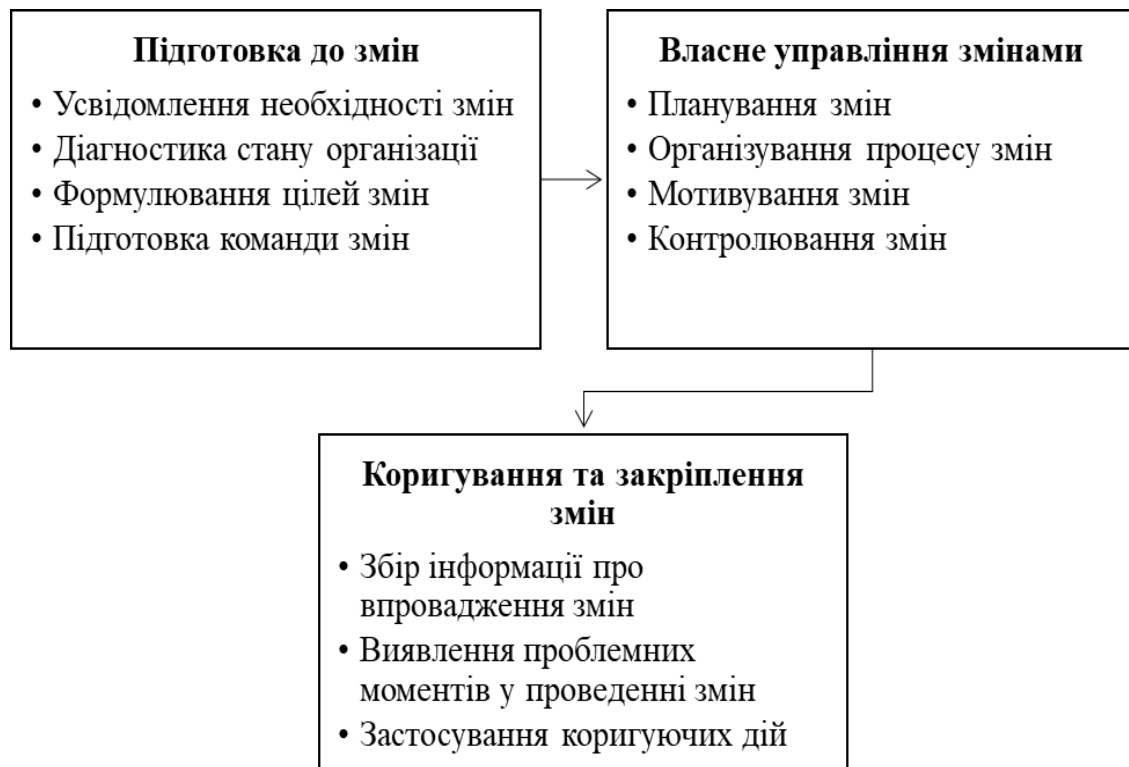 Підготовка до змін
• Усвідомлення необхідності змін
• Діагностика стану організації
• Формулювання цілей змін
• Підготовка команди змін
Власне управління змінами
• Планування змін
• Організування процесу змін
• Мотивування змін
• Контролювання змін
Коригування та закріплення
змін
• Збір інформації про
впровадження змін
• Виявлення проблемних
моментів у проведенні змін
• Застосування коригуючих дій